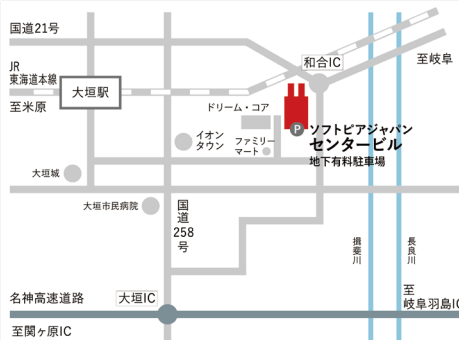 国道21号
JR
東海道本線
至米原
大垣駅
和合IC
至岐阜
ドリーム・コア
イオン
タウン
ファミリー
マート
P
ソフトピアジャパン
センタービル
地下有料駐車場
大垣城
大垣市民病院
国道258号
揖斐川
長良川
名神高速道路
大垣IC
至
岐阜羽島IC
至関ヶ原IC